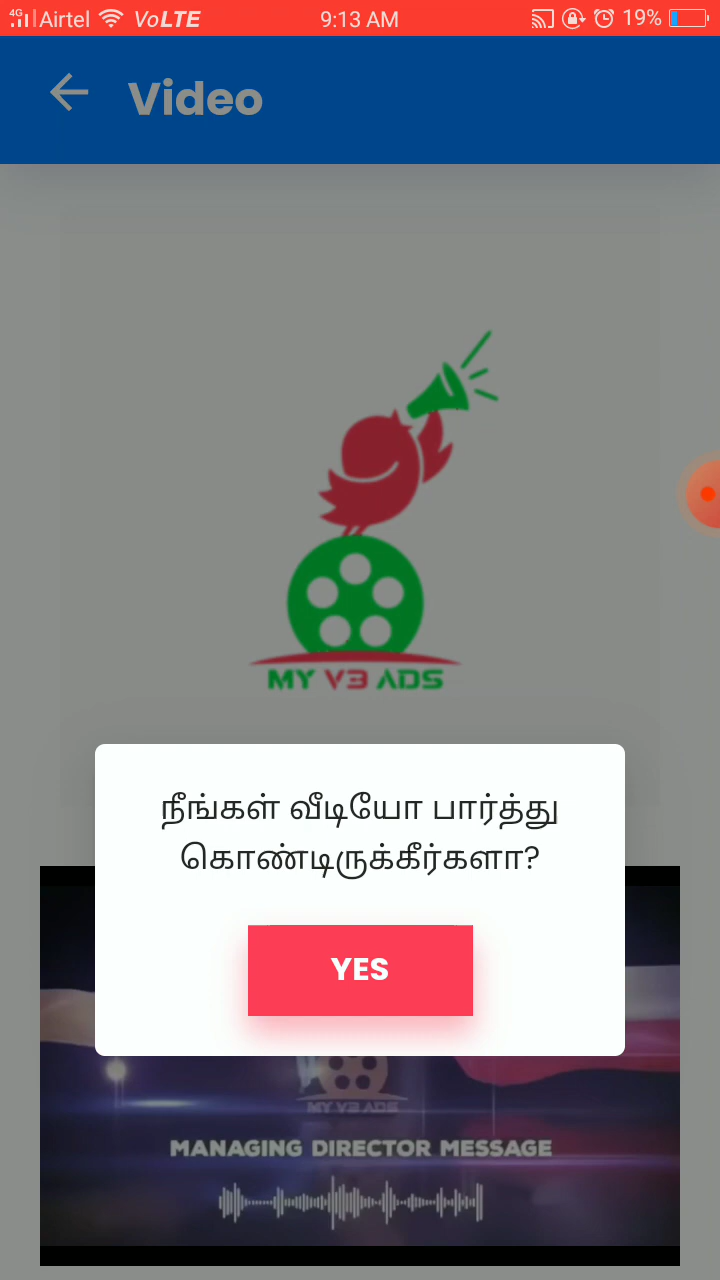 4G Airtel VoLTE 9:13 AM 19%
Video
MY V3 ADS
நீங்கள் வீடியோ பார்த்து
கொண்டிருக்கீர்களா?
YES
MY V3 ADS
MANAGING DIRECTOR MESSAGE